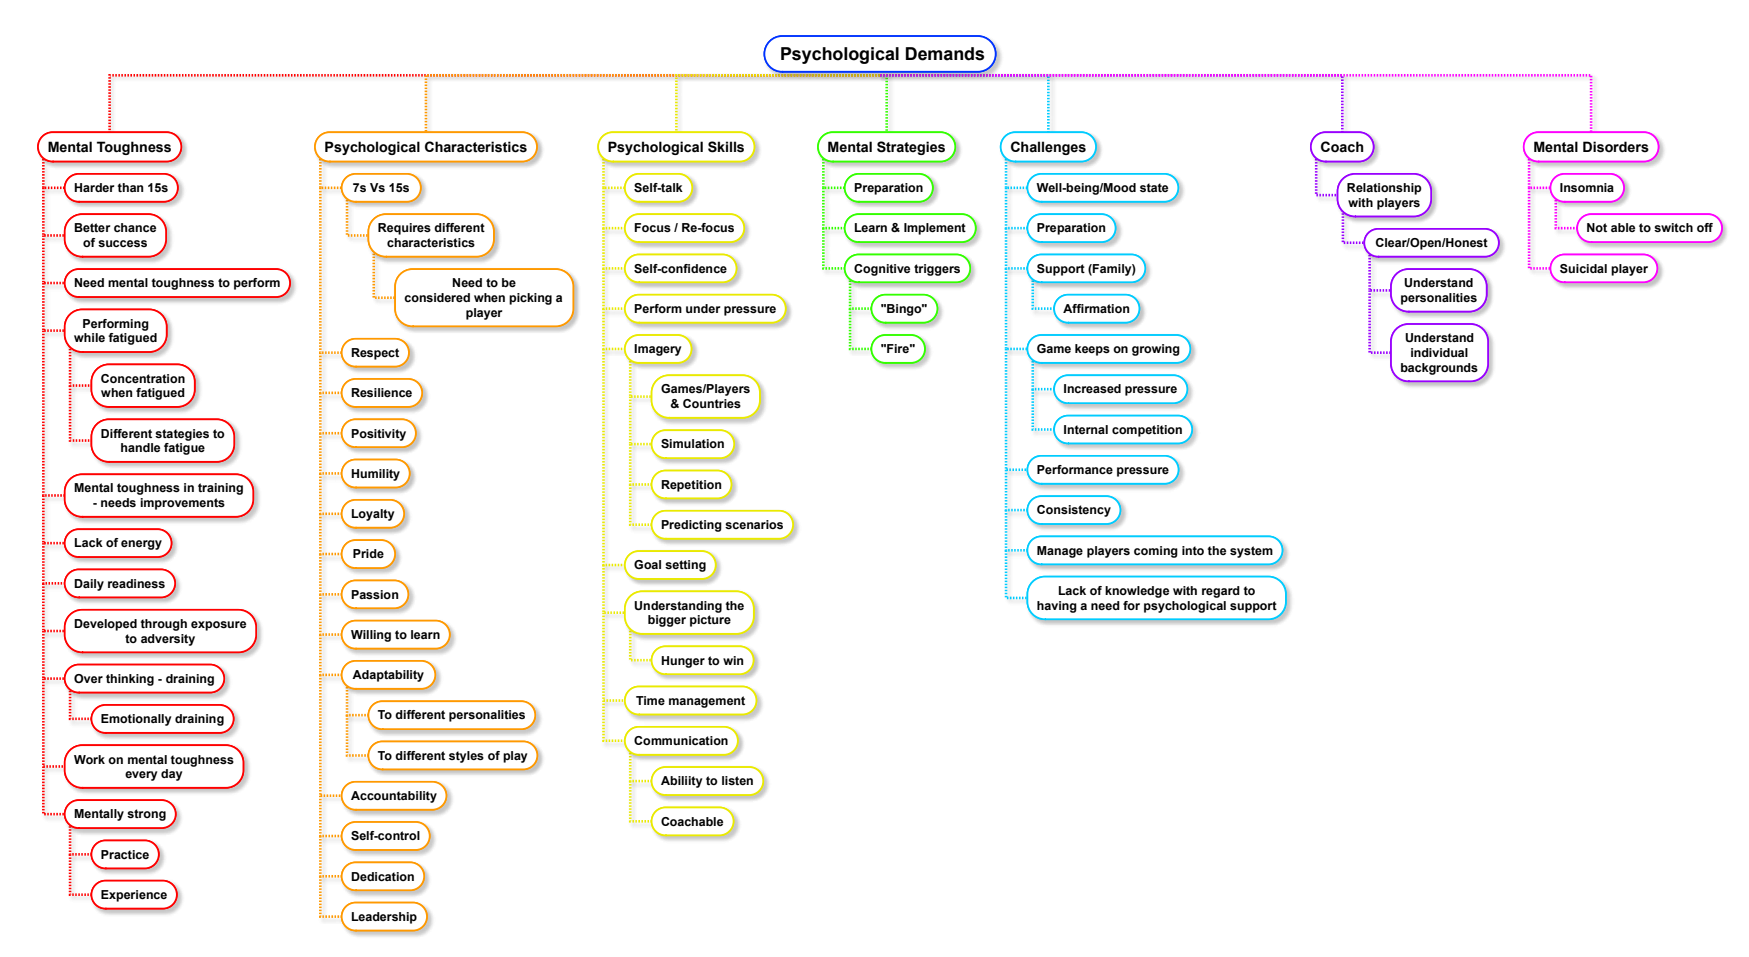 Psychological Demands
Mental Toughness
Harder than 15s
Better chance
of success
Need mental toughness to perform
Performing
while fatigued
Concentration
when fatigued
Different stategies to
handle fatigue
Mental toughness in training
- needs improvements
Lack of energy
Daily readiness
Developed through exposure
to adversity
Over thinking - draining
Emotionally draining
Work on mental toughness
every day
Mentally strong
Practice
Experience
Psychological Characteristics
7s Vs 15s
Requires different
characteristics
Need to be
considered when picking a
player
Respect
Resilience
Positivity
Humility
Loyalty
Pride
Passion
Willing to learn
Adaptability
To different personalities
To different styles of play
Accountability
Self-control
Dedication
Leadership
Psychological Skills
Self-talk
Focus / Re-focus
Self-confidence
Perform under pressure
Imagery
Games/Players
& Countries
Simulation
Repetition
Predicting scenarios
Goal setting
Understanding the
bigger picture
Hunger to win
Time management
Communication
Abiliity to listen
Coachable
Mental Strategies
Preparation
Learn & Implement
Cognitive triggers
"Bingo"
"Fire"
Challenges
Well-being/Mood state
Preparation
Support (Family)
Affirmation
Game keeps on growing
Increased pressure
Internal competition
Performance pressure
Consistency
Manage players coming into the system
Lack of knowledge with regard to
having a need for psychological support
Coach
Relationship
with players
Clear/Open/Honest
Understand
personalities
Understand
individual
backgrounds
Mental Disorders
Insomnia
Not able to switch off
Suicidal player